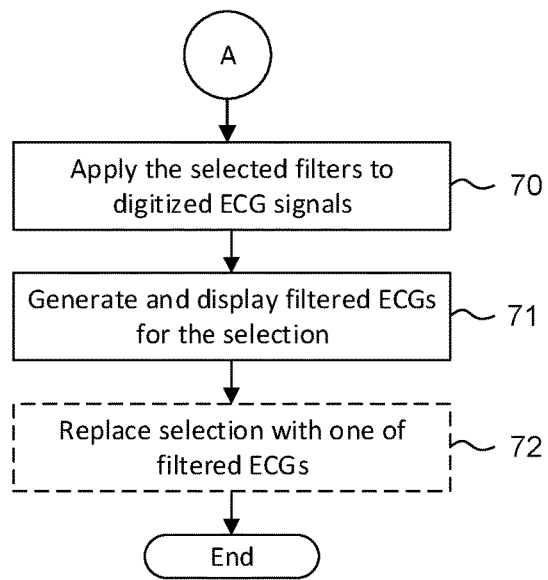 A
Apply the selected filters to
digitized ECG signals
70
Generate and display filtered ECGs
for the selection
71
Replace selection with one of
filtered ECGs
72
End